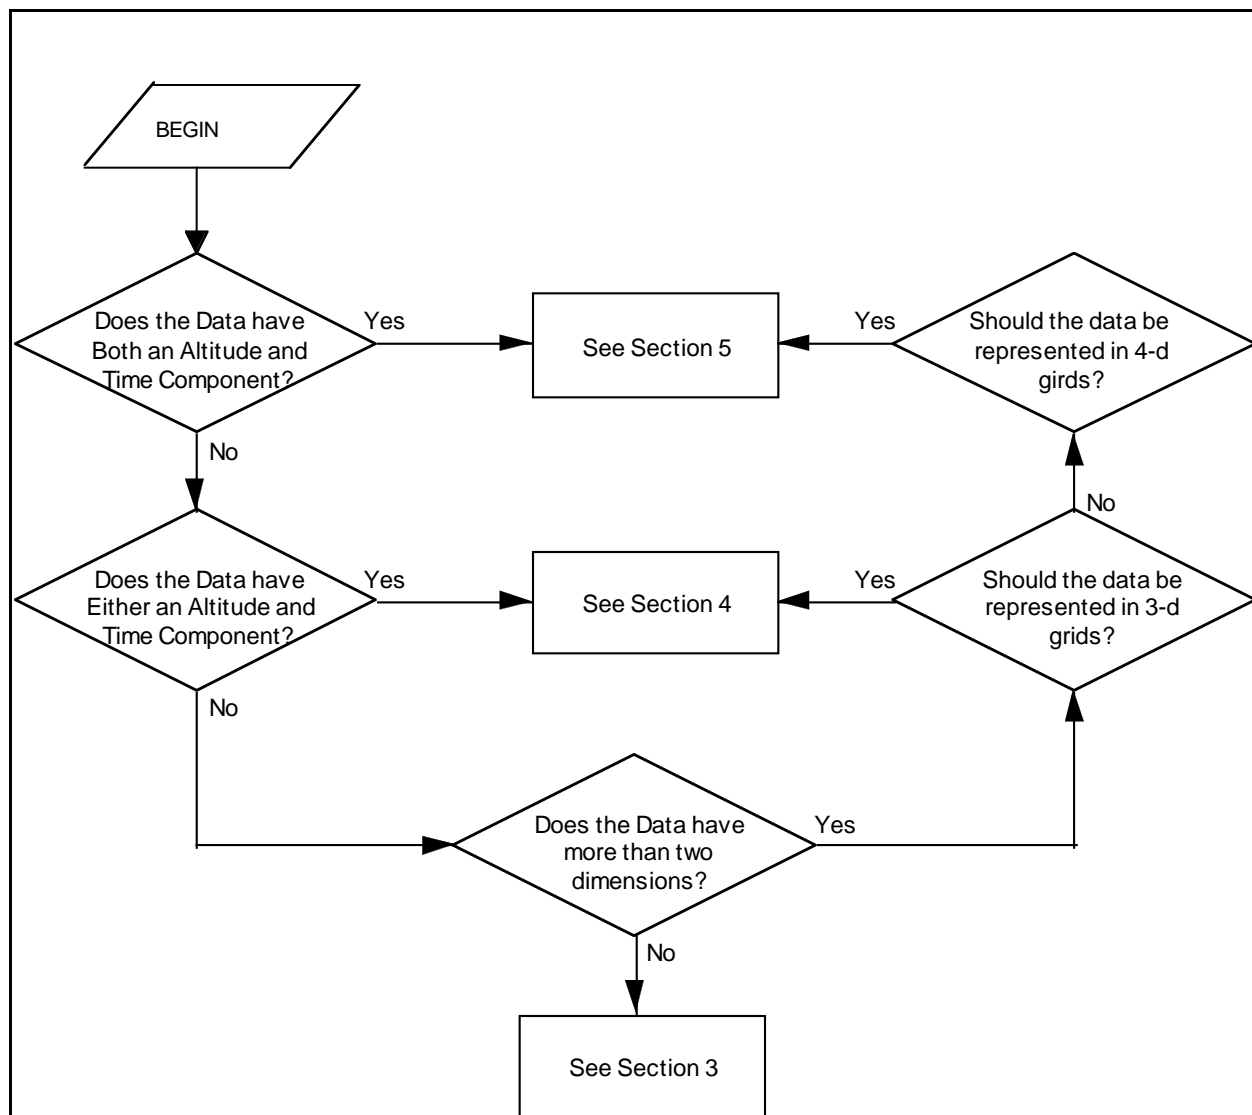 BEGIN
Does the Data have
Both an Altitude and
Time Component?
Yes
See Section 5
Yes
Should the data be
represented in 4-d
girds?
No
No
Does the Data have
Either an Altitude and
Time Component?
Yes
See Section 4
Yes
Should the data be
represented in 3-d
grids?
No
Does the Data have
more than two
dimensions?
Yes
No
See Section 3